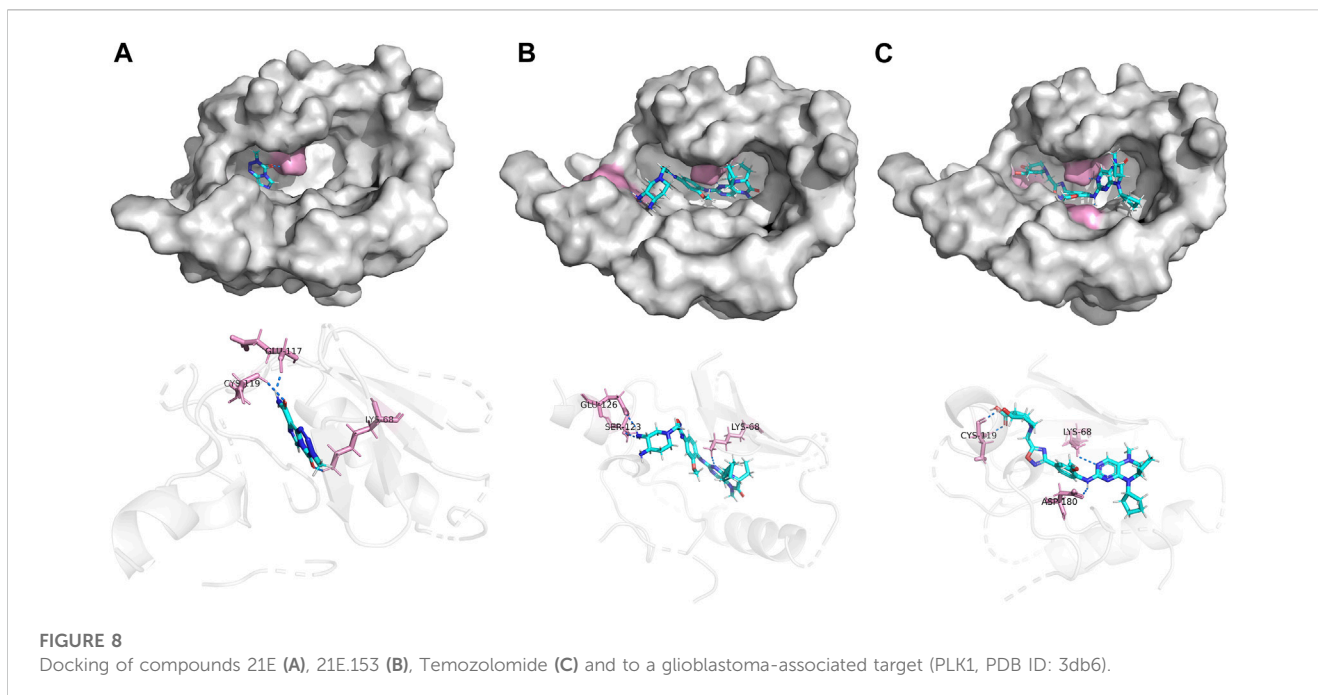 A
B
C
GLU-117
CYS-119
LYS-68
GLU-126
SER-123
LYS-68
CYS-119
LYS-68
ASP-180
FIGURE 8
Docking of compounds 21E (A), 21E.153 (B), Temozolomide (C) and to a glioblastoma-associated target (PLK1, PDB ID: 3db6).